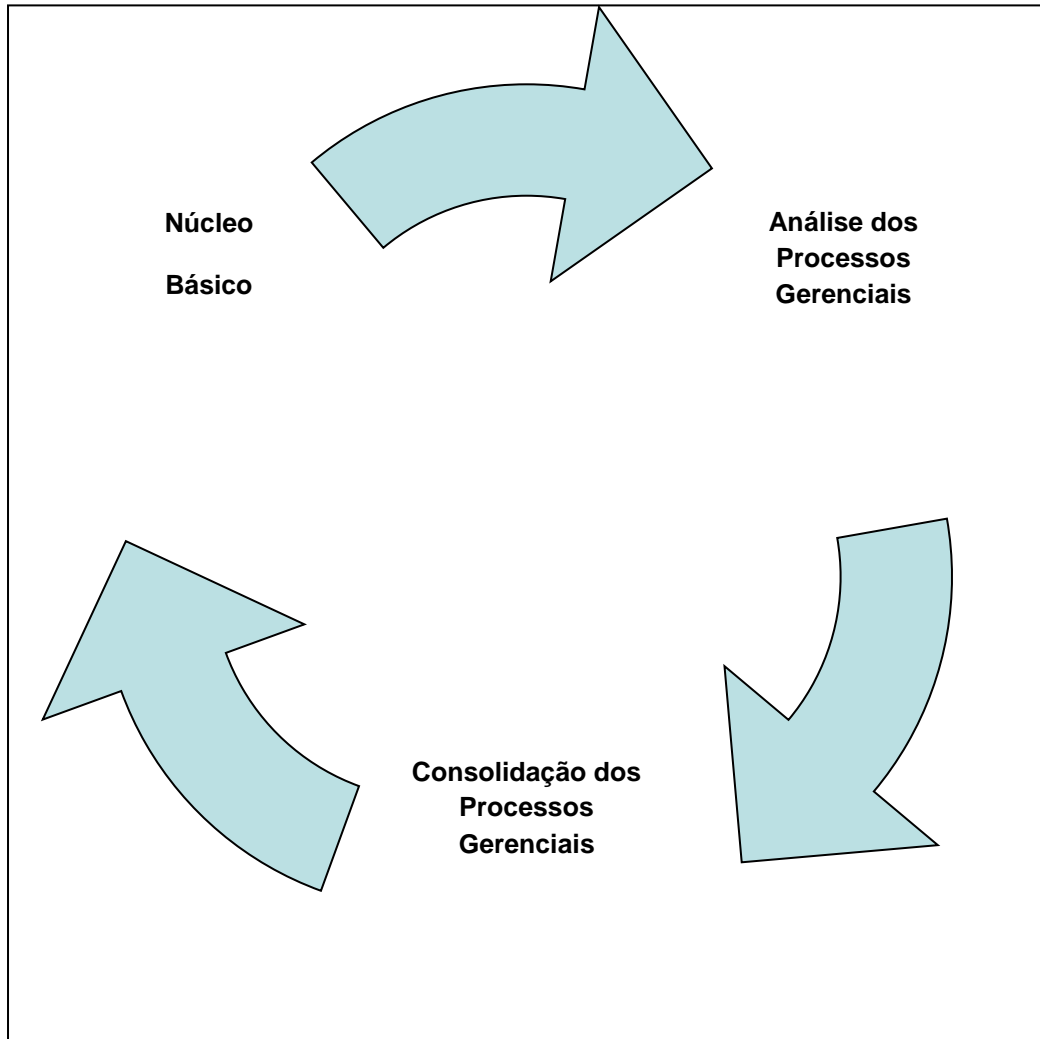 Núcleo
Básico
Análise dos
Processos
Gerenciais
Consolidação dos
Processos
Gerenciais